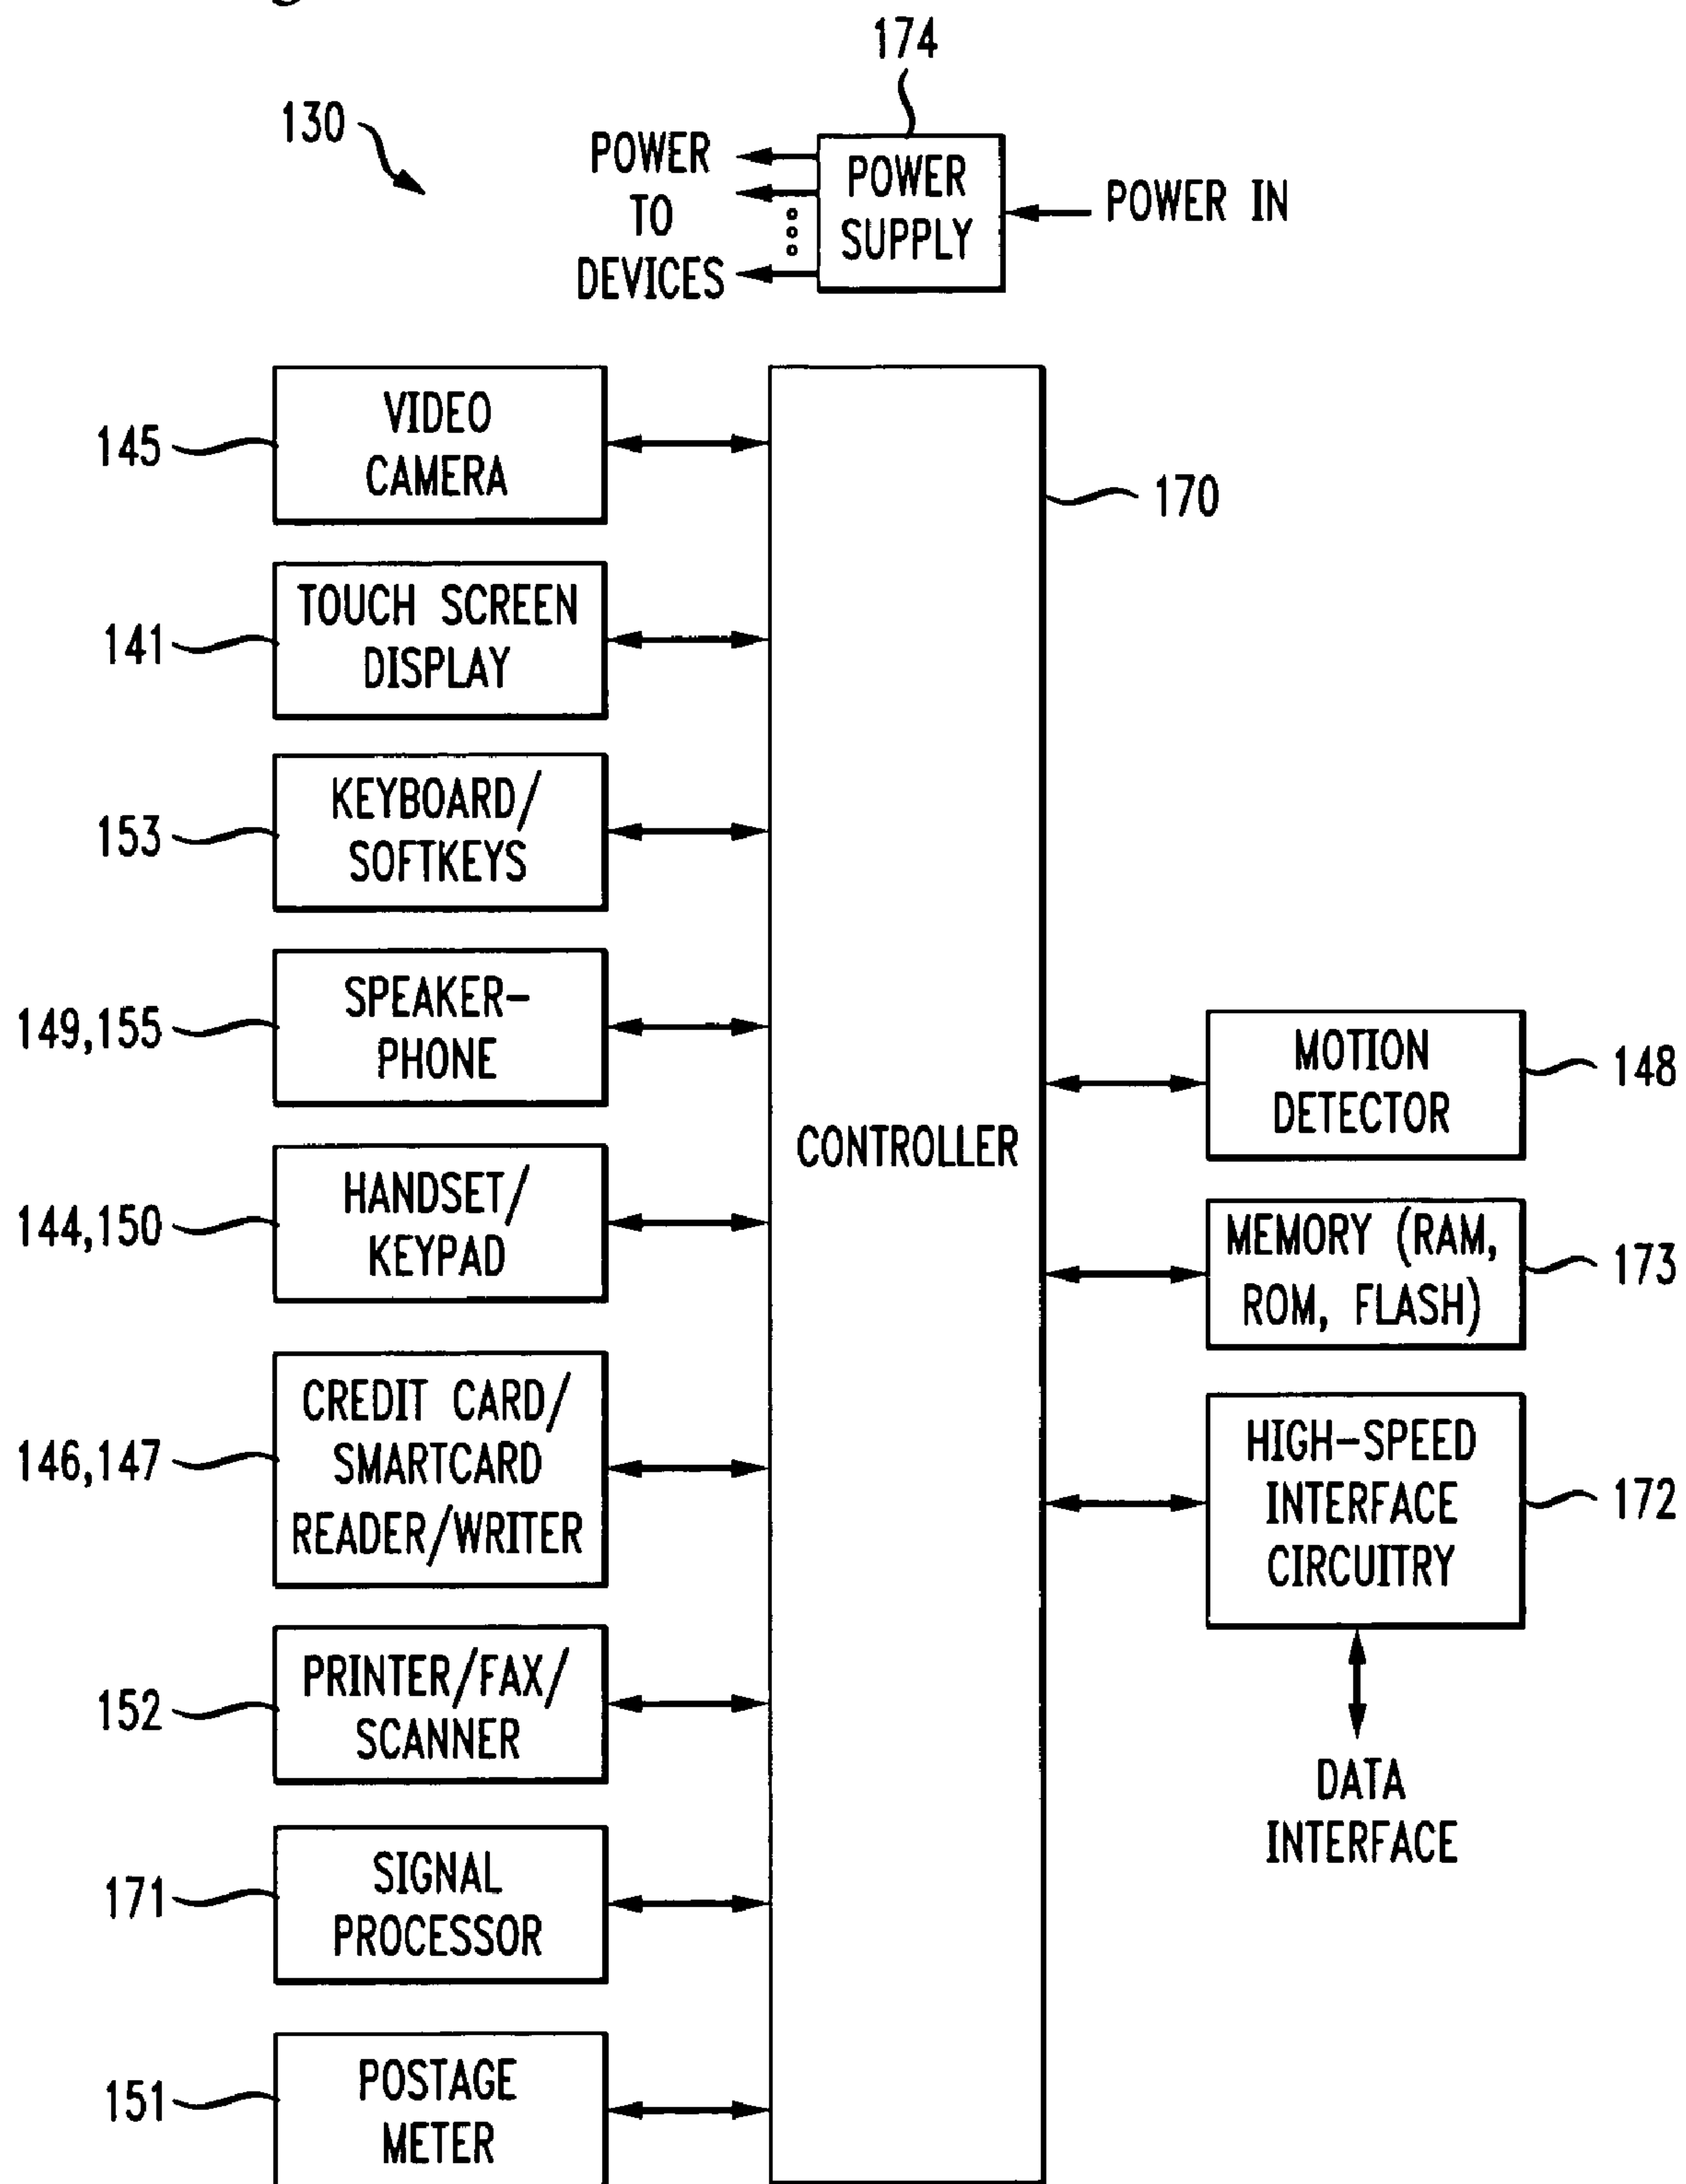 174
130
POWER
TO
DEVICES
POWER
SUPPLY
POWER IN
VIDEO
CAMERA
145
170
TOUCH SCREEN
DISPLAY
141
KEYBOARD/
SOFTKEYS
153
SPEAKER-
PHONE
149,155
CONTROLLER
MOTION
DETECTOR
148
HANDSET/
KEYPAD
144,150
MEMORY (RAM,
ROM, FLASH)
173
CREDIT CARD/
SMARTCARD
READER/WRITER
146,147
HIGH-SPEED
INTERFACE
CIRCUITRY
172
PRINTER/FAX/
SCANNER
152
DATA
INTERFACE
SIGNAL
PROCESSOR
171
POSTAGE
METER
151